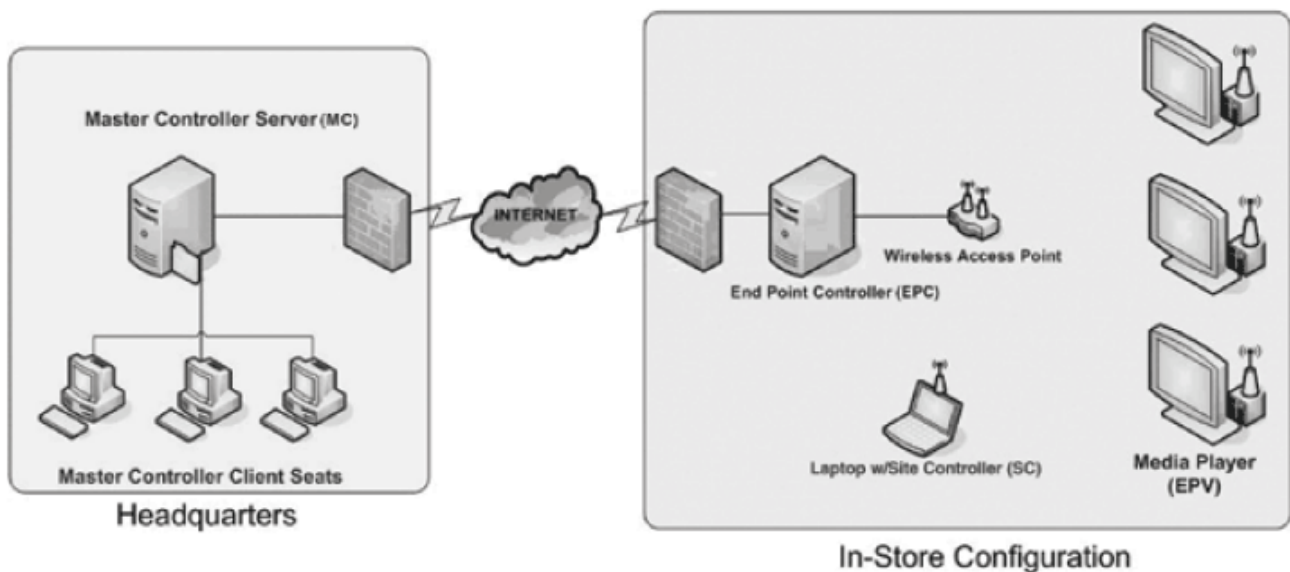 Master Controller Server (MC)
INTERNET
Wireless Access Point
End Point Controller (EPC)
Master Controller Client Seats
Laptop w/Site Controller (SC)
Media Player
(EPV)
Headquarters
In-Store Configuration